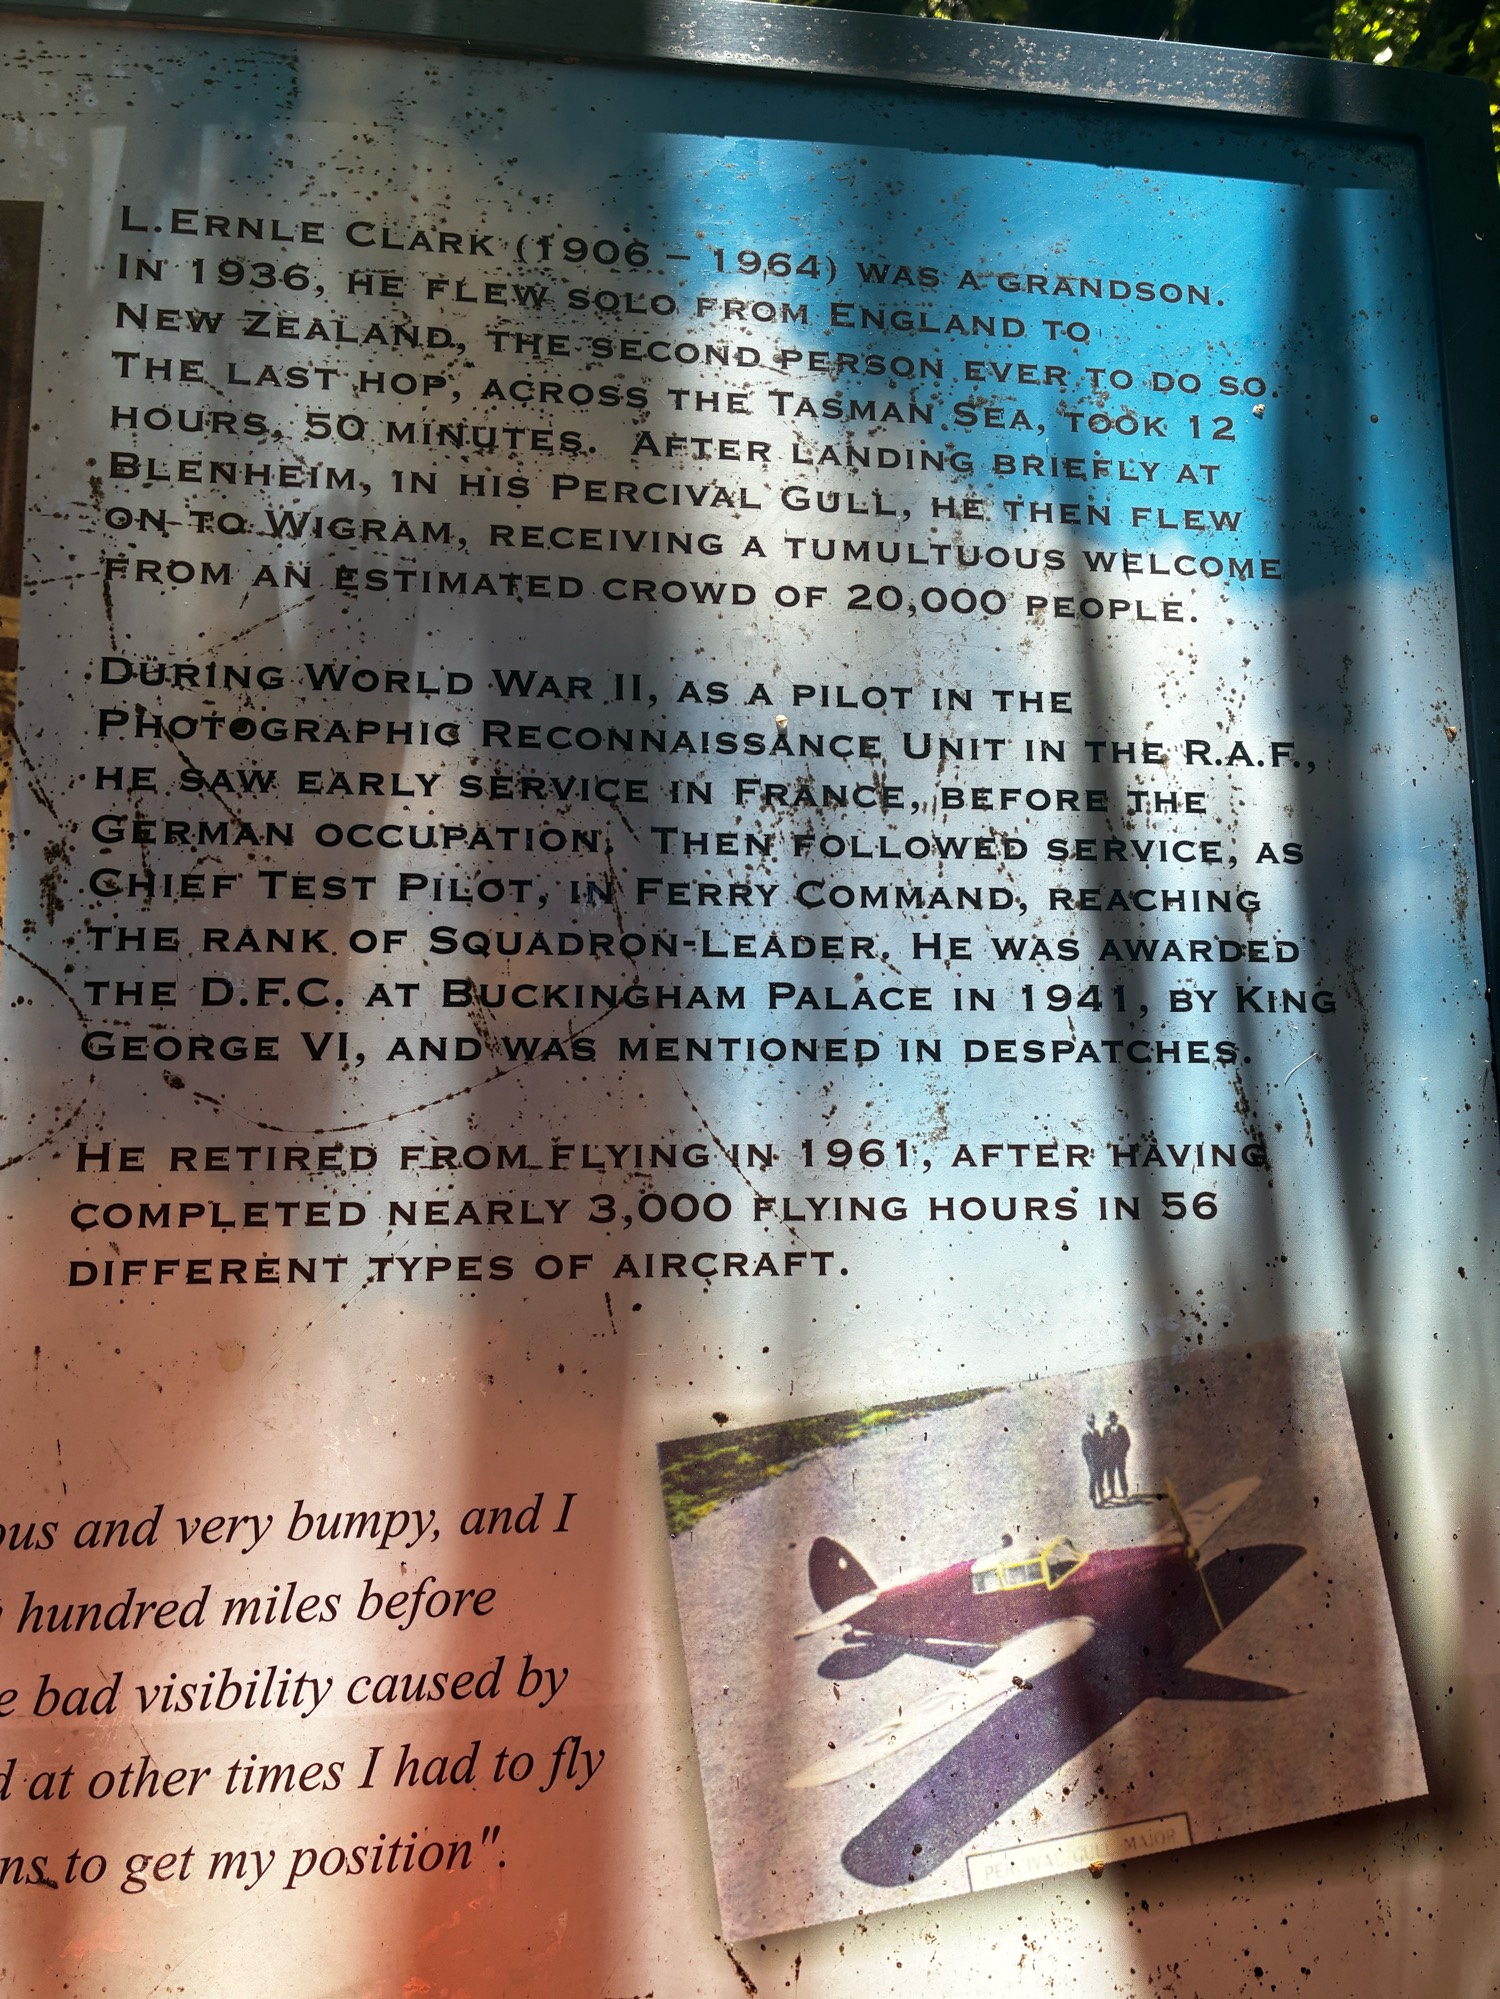 L.Ernle Clark (1906 – 1964) was a grandson.
In 1936, he flew solo from England to
New Zealand, the second person ever to do so.
The last hop, across the Tasman Sea, took 12
hours, 50 minutes. After landing briefly at
Blenheim, in his Percival Gull, he then flew
on to Wigram, receiving a tumultuous welcome
from an estimated crowd of 20,000 people.
During World War II, as a pilot in the
Photographic Reconnaissance Unit in the R.A.F.,
he saw early service in France, before the
German occupation. Then followed service, as
Chief Test Pilot, in Ferry Command, reaching
the rank of Squadron-Leader. He was awarded
the D.F.C. at Buckingham Palace in 1941, by King
George VI, and was mentioned in despatches.
He retired from flying in 1961, after having
completed nearly 3,000 flying hours in 56
different types of aircraft.
and very bumpy, and I
hundred miles before
bad visibility caused by
at other times I had to fly
to get my position".
PERCIVAL GULL MAJOR